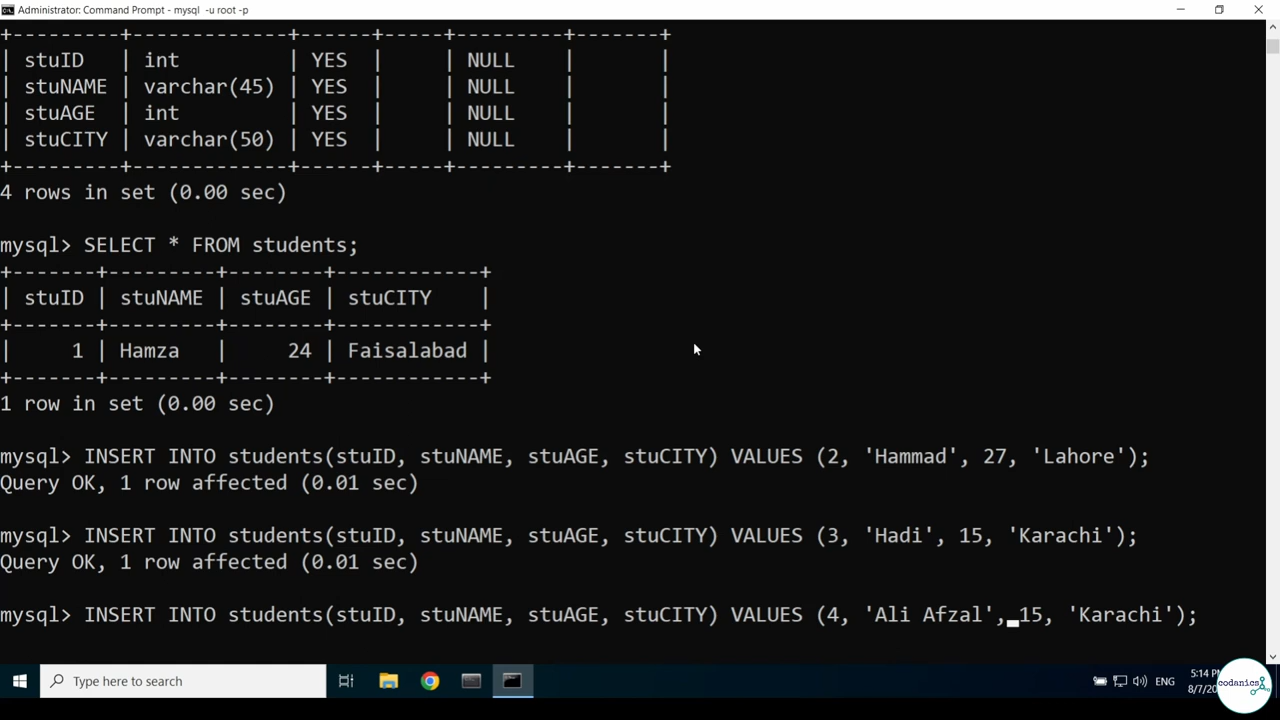 Administrator: Command Prompt - mysql -u root -p
+---------+-------------+------+-----+---------+-------+
| stuID | int | YES | | NULL | |
| stuNAME | varchar(45) | YES | | NULL | |
| stuAGE | int | YES | | NULL | |
| stuCITY | varchar(50) | YES | | NULL | |
+---------+-------------+------+-----+---------+-------+
4 rows in set (0.00 sec)
mysql> SELECT * FROM students;
+-------+---------+--------+------------+
| stuID | stuNAME | stuAGE | stuCITY |
+-------+---------+--------+------------+
| 1 | Hamza | 24 | Faisalabad |
+-------+---------+--------+------------+
1 row in set (0.00 sec)
mysql> INSERT INTO students(stuID, stuNAME, stuAGE, stuCITY) VALUES (2, 'Hammad', 27, 'Lahore');
Query OK, 1 row affected (0.01 sec)
mysql> INSERT INTO students(stuID, stuNAME, stuAGE, stuCITY) VALUES (3, 'Hadi', 15, 'Karachi');
Query OK, 1 row affected (0.01 sec)
mysql> INSERT INTO students(stuID, stuNAME, stuAGE, stuCITY) VALUES (4, 'Ali Afzal', 15, 'Karachi');
Type here to search
ENG
5:14 PM
codanics